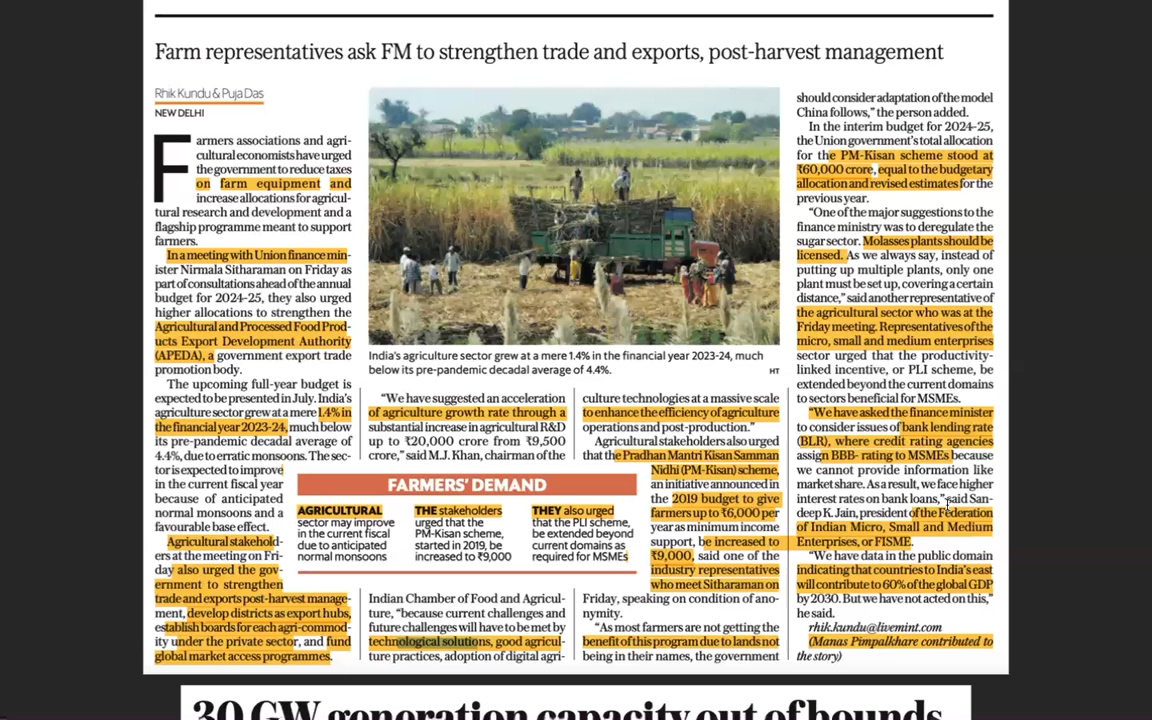 Farm representatives ask FM to strengthen trade and exports, post-harvest management
Rhik Kundu & Puja Das
NEW DELHI
Farmers associations and agri-
cultural economists have urged
the government to reduce taxes
on farm equipment and
increase allocations for agricul-
tural research and development and a
flagship programme meant to support
farmers.
In a meeting with Union finance min-
ister Nirmala Sitharaman on Friday as
part of consultations ahead of the annual
budget for 2024-25, they also urged
higher allocations to strengthen the
Agricultural and Processed Food Prod-
ucts Export Development Authority
(APEDA), a government export trade
promotion body.
The upcoming full-year budget is
expected to be presented in July. India's
agriculture sector grew at a mere 1.4% in
the financial year 2023-24, much below
its pre-pandemic decadal average of
4.4%, due to erratic monsoons. The sec-
tor is expected to improve
in the current fiscal year
because of anticipated
normal monsoons and a
favourable base effect.
Agricultural stakehold-
ers at the meeting on Fri-
day also urged the gov-
ernment to strengthen
trade and exports post-harvest manage-
ment, develop districts as export hubs,
establish boards for each agri-commod-
ity under the private sector, and fund
global market access programmes.
India's agriculture sector grew at a mere 1.4% in the financial year 2023-24, much
below its pre-pandemic decadal average of 4.4%.
HT
"We have suggested an acceleration
of agriculture growth rate through a
substantial increase in agricultural R&D
up to ₹20,000 crore from ₹9,500
crore," said M.J. Khan, chairman of the
FARMERS' DEMAND
AGRICULTURAL
sector may improve
in the current fiscal
due to anticipated
normal monsoons
THE stakeholders
urged that the
PM-Kisan scheme,
started in 2019, be
increased to ₹9,000
THEY also urged
that the PLI scheme,
be extended beyond
current domains as
required for MSMEs
Indian Chamber of Food and Agricul-
ture, "because current challenges and
future challenges will have to be met by
technological solutions, good agricul-
ture practices, adoption of digital agri-
culture technologies at a massive scale
to enhance the efficiency of agriculture
operations and post-production."
Agricultural stakeholders also urged
that the Pradhan Mantri Kisan Samman
Nidhi (PM-Kisan) scheme,
an initiative announced in
the 2019 budget to give
farmers up to ₹6,000 per
year as minimum income
support, be increased to
₹9,000, said one of the
industry representatives
who meet Sitharaman on
Friday, speaking on condition of ano-
nymity.
"As most farmers are not getting the
benefit of this program due to lands not
being in their names, the government
should consider adaptation of the model
China follows," the person added.
In the interim budget for 2024-25,
the Union government's total allocation
for the PM-Kisan scheme stood at
₹60,000 crore, equal to the budgetary
allocation and revised estimates for the
previous year.
"One of the major suggestions to the
finance ministry was to deregulate the
sugar sector. Molasses plants should be
licensed. As we always say, instead of
putting up multiple plants, only one
plant must be set up, covering a certain
distance," said another representative of
the agricultural sector who was at the
Friday meeting. Representatives of the
micro, small and medium enterprises
sector urged that the productivity-
linked incentive, or PLI scheme, be
extended beyond the current domains
to sectors beneficial for MSMEs.
"We have asked the finance minister
to consider issues of bank lending rate
(BLR), where credit rating agencies
assign BBB- rating to MSMEs because
we cannot provide information like
market share. As a result, we face higher
interest rates on bank loans," said San-
deep K. Jain, president of the Federation
of Indian Micro, Small and Medium
Enterprises, or FISME.
"We have data in the public domain
indicating that countries to India's east
will contribute to 60% of the global GDP
by 2030. But we have not acted on this,"
he said.
rhik.kundu@livemint.com
(Manas Pimpalkhare contributed to
the story)
30 GW generation capacity out of bounds